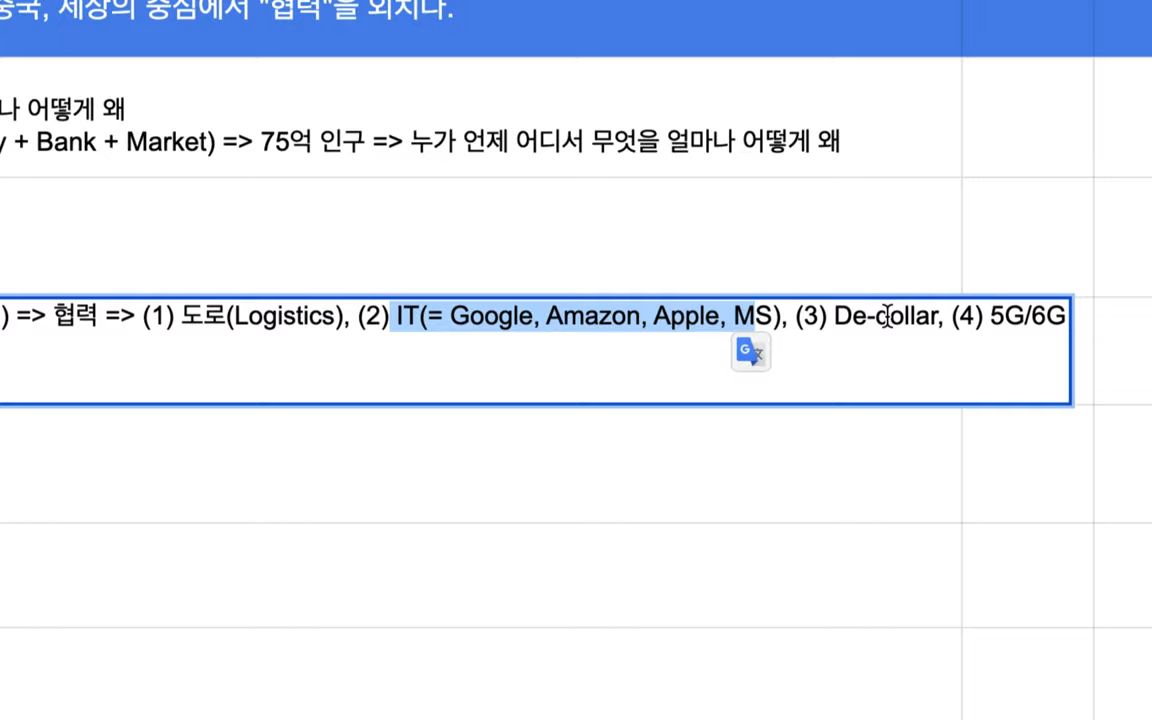 중국, 세상의 중심에서 "협력"을 외치다.
나 어떻게 왜
y + Bank + Market) => 75억 인구 => 누가 언제 어디서 무엇을 얼마나 어떻게 왜
) => 협력 => (1) 도로(Logistics), (2) IT(= Google, Amazon, Apple, MS), (3) De-dollar, (4) 5G/6G